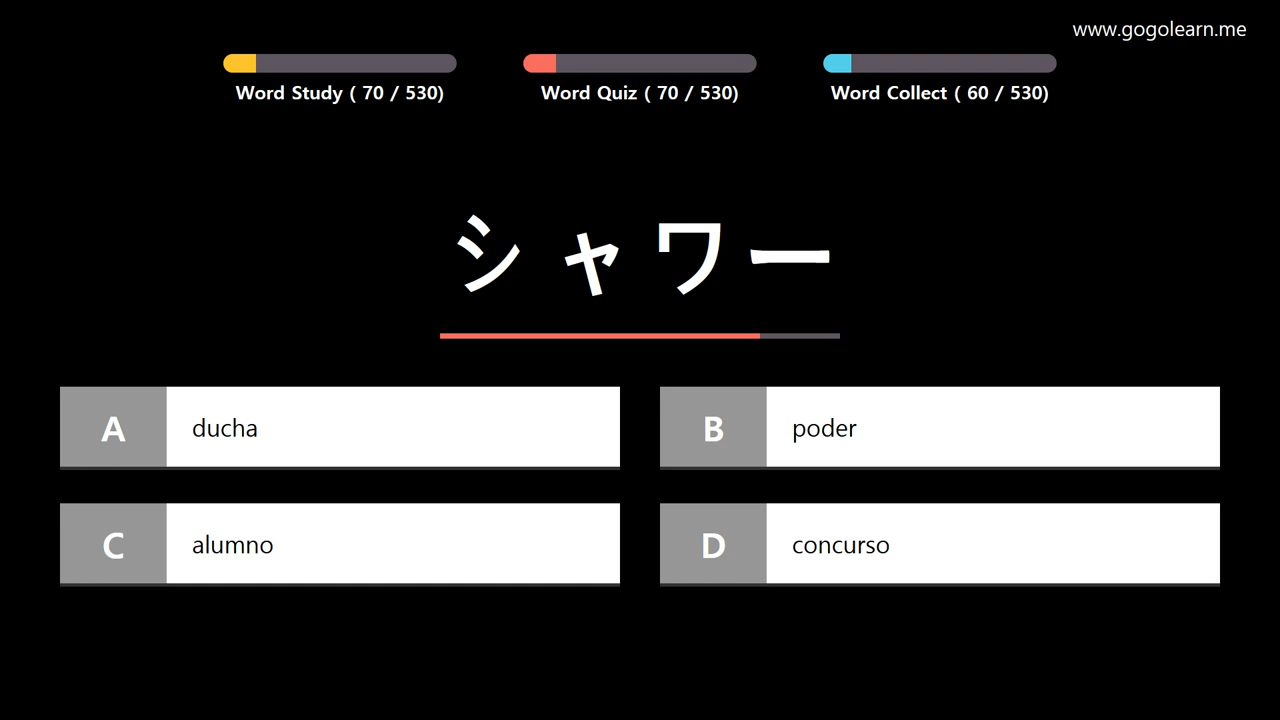 www.gogolearn.me
Word Study ( 70 / 530)
Word Quiz ( 70 / 530)
Word Collect ( 60 / 530)
シャワー
A ducha
B poder
C alumno
D concurso